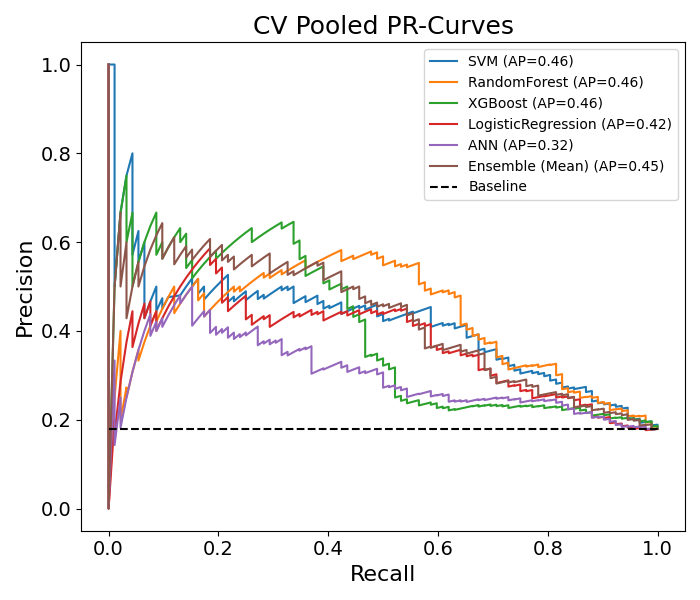 CV Pooled PR-Curves
SVM (AP=0.46)
RandomForest (AP=0.46)
XGBoost (AP=0.46)
LogisticRegression (AP=0.42)
ANN (AP=0.32)
Ensemble (Mean) (AP=0.45)
Baseline
Precision
1.0
0.8
0.6
0.4
0.2
0.0
0.0 0.2 0.4 0.6 0.8 1.0
Recall